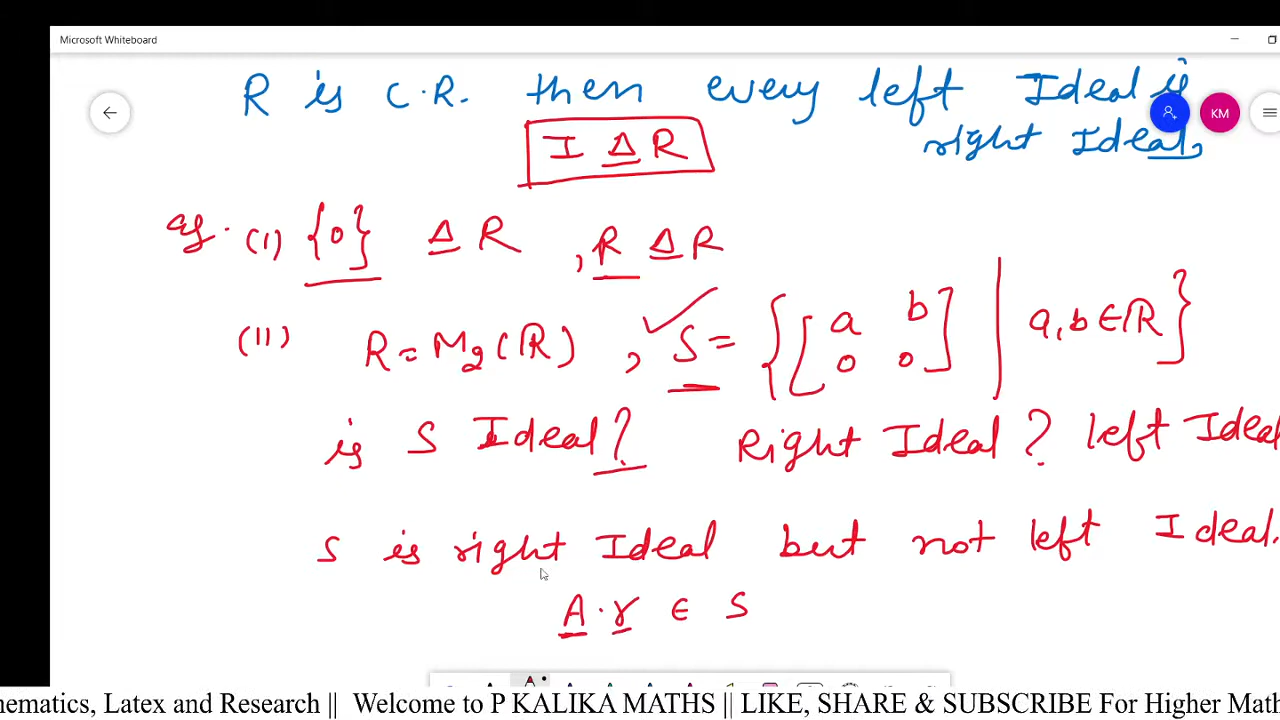 Microsoft Whiteboard
R is C.R. then every left Ideal is
right Ideal,
KM
I Δ R
eg. (i) {0} Δ R , R Δ R
(ii) R = M2(ℝ) , S = { [ a b 0 0 ] | a,b ∈ ℝ }
is S Ideal? Right Ideal? left Ideal
S is right Ideal but not left Ideal.
A . r ∈ S
hematics, Latex and Research || Welcome to P KALIKA MATHS || LIKE, SHARE & SUBSCRIBE For Higher Math